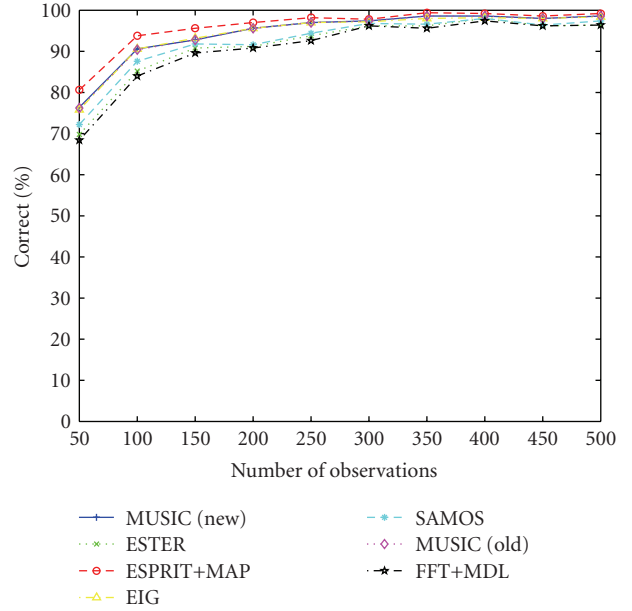 100
90
80
70
60
50
40
30
20
10
0
Correct (%)
50 100 150 200 250 300 350 400 450 500
Number of observations
MUSIC (new)
ESTER
ESPRIT+MAP
EIG
SAMOS
MUSIC (old)
FFT+MDL